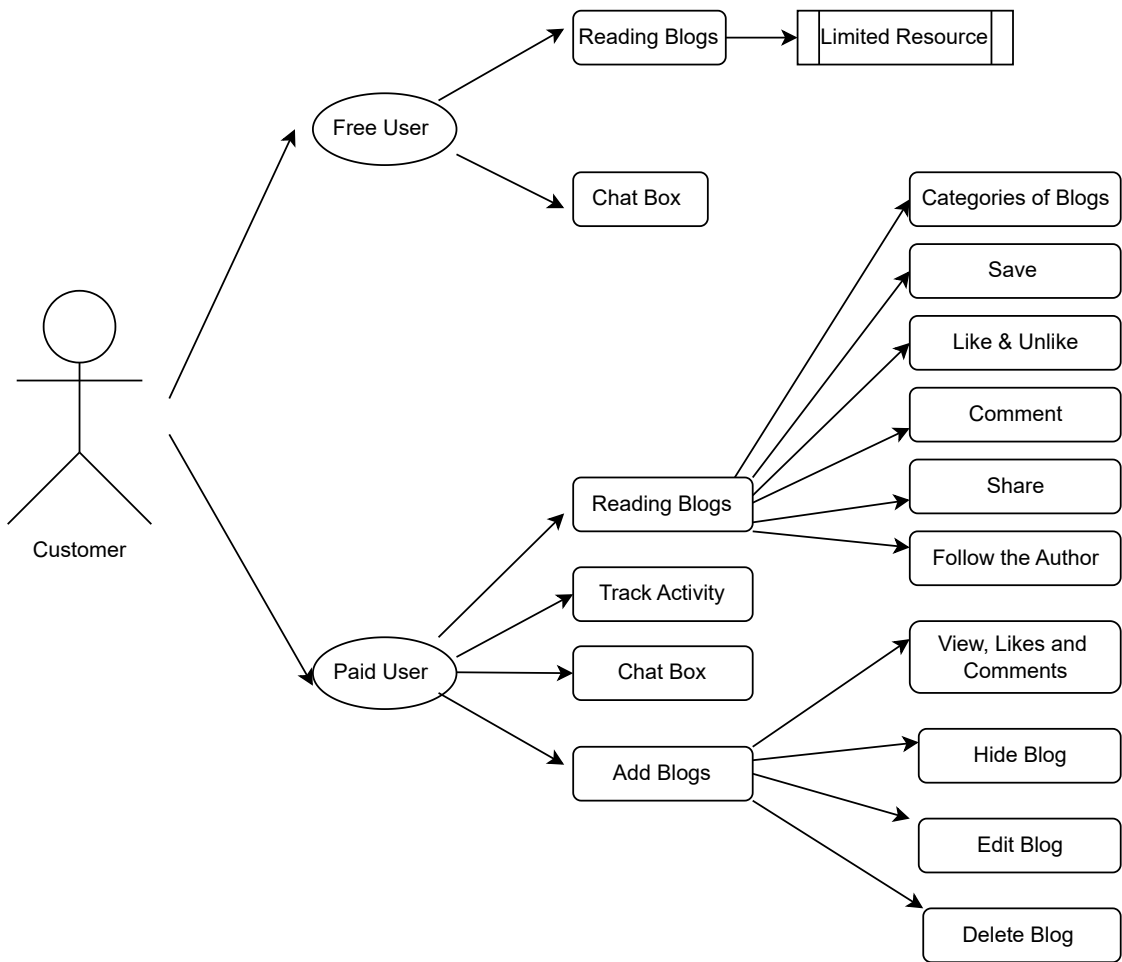 Reading Blogs
Limited Resource
Free User
Chat Box
Categories of Blogs
Save
Like & Unlike
Comment
Share
Follow the Author
Reading Blogs
Customer
Track Activity
Paid User
Chat Box
Add Blogs
View, Likes and
Comments
Hide Blog
Edit Blog
Delete Blog